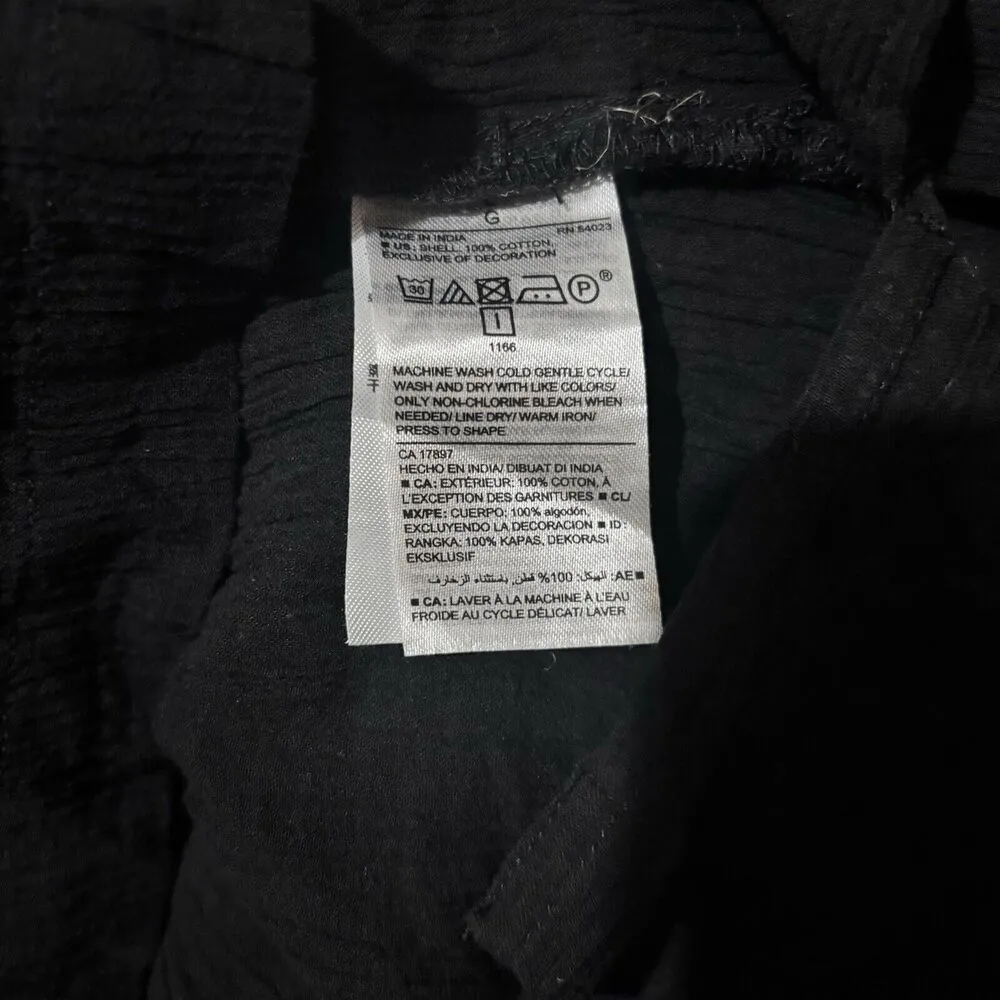 G
MADE IN INDIA RN 54023
■ US: SHELL, 100% COTTON,
EXCLUSIVE OF DECORATION
30 P®
1166
MACHINE WASH COLD GENTLE CYCLE/
WASH AND DRY WITH LIKE COLORS/
ONLY NON-CHLORINE BLEACH WHEN
NEEDED/ LINE DRY/ WARM IRON/
PRESS TO SHAPE
CA 17897
HECHO EN INDIA/ DIBUAT DI INDIA
■ CA: EXTÉRIEUR: 100% COTON, À
L'EXCEPTION DES GARNITURES ■ CL/
MX/PE: CUERPO: 100% algodón,
EXCLUYENDO LA DECORACION ■ ID:
RANGKA: 100% KAPAS, DEKORASI
EKSKLUSIF
■AE: الهيكل: 100% قطن, باستثناء الزخارف
■ CA: LAVER À LA MACHINE À L'EAU
FROIDE AU CYCLE DÉLICAT/ LAVER